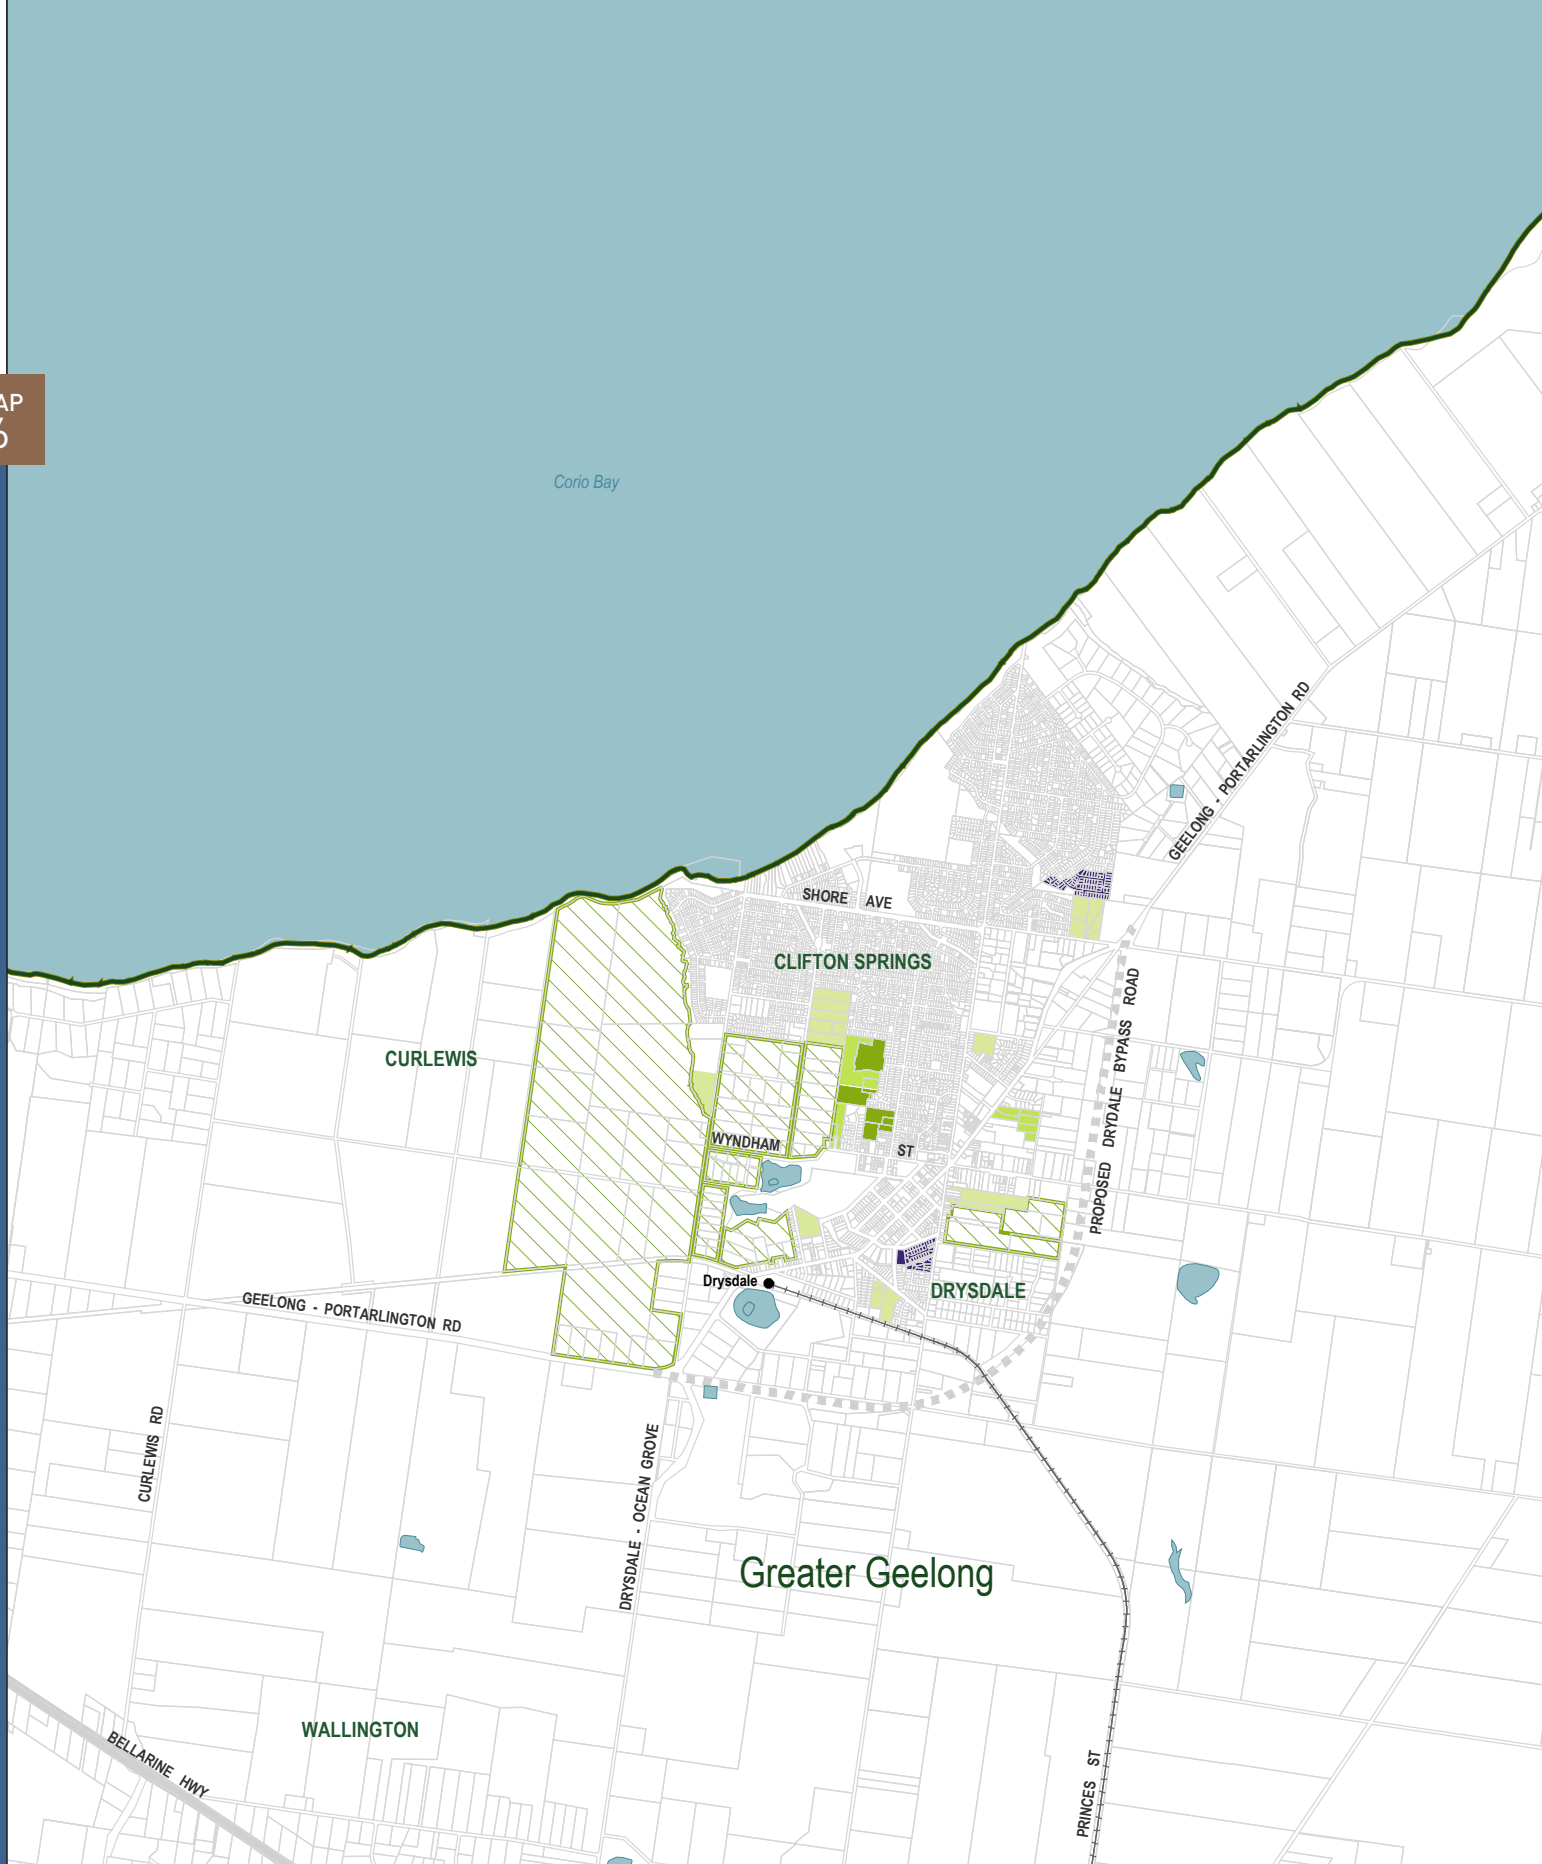 AP
Corio Bay
GEELONG - PORTARLINGTON RD
SHORE AVE
CLIFTON SPRINGS
PROPOSED DRYDALE BYPASS ROAD
CURLEWIS
WYNDHAM ST
Drysdale
DRYSDALE
GEELONG - PORTARLINGTON RD
CURLEWIS RD
DRYSDALE - OCEAN GROVE
Greater Geelong
WALLINGTON
BELLARINE HWY
PRINCES ST